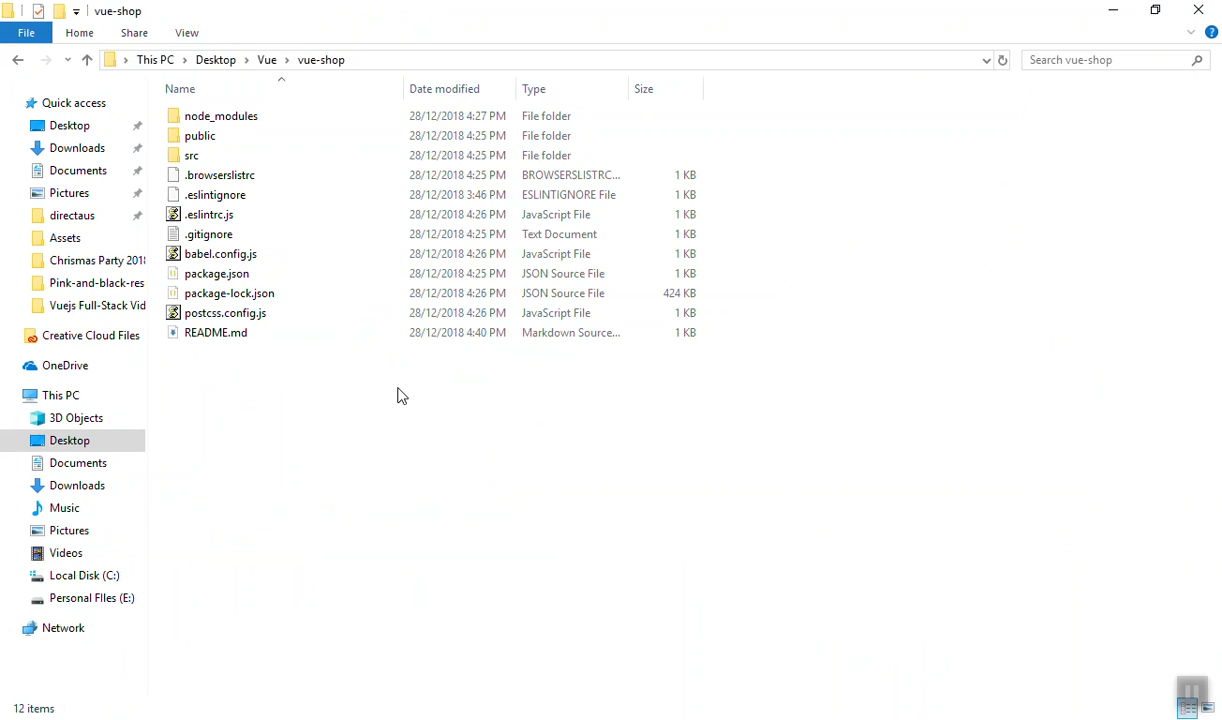 vue-shop
File Home Share View
This PC Desktop Vue vue-shop Search vue-shop
Name Date modified Type Size
Quick access
Desktop
Downloads
Documents
Pictures
directaus
Assets
Chrismas Party 2018
Pink-and-black-res
Vuejs Full-Stack Vid
Creative Cloud Files
OneDrive
This PC
3D Objects
Desktop
Documents
Downloads
Music
Pictures
Videos
Local Disk (C:)
Personal FIles (E:)
Network
node_modules 28/12/2018 4:27 PM File folder
public 28/12/2018 4:25 PM File folder
src 28/12/2018 4:25 PM File folder
.browserslistrc 28/12/2018 4:25 PM BROWSERSLISTRC... 1 KB
.eslintignore 28/12/2018 3:46 PM ESLINTIGNORE File 1 KB
.eslintrc.js 28/12/2018 4:26 PM JavaScript File 1 KB
.gitignore 28/12/2018 4:25 PM Text Document 1 KB
babel.config.js 28/12/2018 4:26 PM JavaScript File 1 KB
package.json 28/12/2018 4:25 PM JSON Source File 1 KB
package-lock.json 28/12/2018 4:26 PM JSON Source File 424 KB
postcss.config.js 28/12/2018 4:26 PM JavaScript File 1 KB
README.md 28/12/2018 4:40 PM Markdown Source... 1 KB
12 items